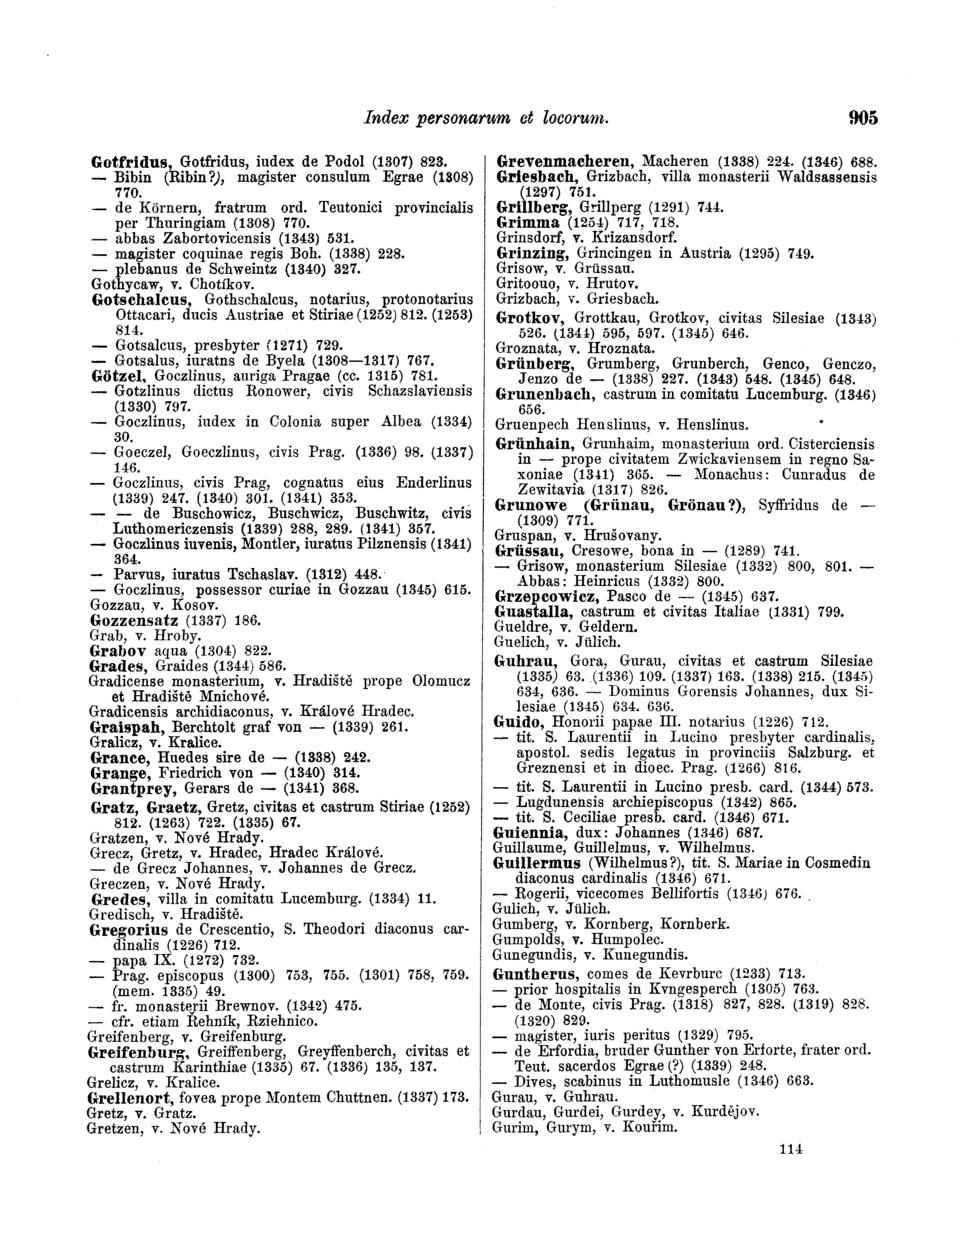 Index personarum et locorum.
905
Gotfridus, Gotfridus, iudex de Podol (1307) 823.
— Bibin (Ribin?), magister consulum Egrae (1308)
770.
— de Körnern, fratrum ord. Teutonici provincialis
per Thuringiam (1308) 770.
— abbas Zabortovicensis (1343) 531.
— magister coquinae regis Boh. (1338) 228.
— plebanus de Schweintz (1340) 327.
Gothycaw, v. Chotíkov.
Gotschalcus, Gothschalcus, notarius, protonotarius
Ottacari, ducis Austriae et Stiriae (1252) 812. (1253)
814.
— Gotsalcus, presbyter (1271) 729.
— Gotsalus, iuratns de Byela (1308—1317) 767.
Götzel, Goczlinus, auriga Pragae (cc. 1315) 781.
— Gotzlinus dictus Ronower, civis Schazslaviensis
(1330) 797.
— Goczlinus, iudex in Colonia super Albea (1334)
30.
— Goeczel, Goeczlinus, civis Prag. (1336) 98. (1337)
146.
— Goczlinus, civis Prag, cognatus eius Enderlinus
(1339) 247. (1340) 301. (1341) 353.
— — de Buschowicz, Buschwicz, Buschwitz, civis
Luthomericzensis (1339) 288, 289. (1341) 357.
— Goczlinus iuvenis, Montler, iuratus Pilznensis (1341)
364.
— Parvus, iuratus Tschaslav. (1312) 448.
— Goczlinus, possessor curiae in Gozzau (1345) 615.
Gozzau, v. Kosov.
Gozzensatz (1337) 186.
Grab, v. Hroby.
Grabov aqua (1304) 822.
Grades, Graides (1344) 586.
Gradicense monasterium, v. Hradiště prope Olomucz
et Hradiště Mnichové.
Gradicensis archidiaconus, v. Králové Hradec.
Graispah, Berchtolt graf von — (1339) 261.
Gralicz, v. Kralice.
Grance, Huedes sire de — (1338) 242.
Grange, Friedrich von — (1340) 314.
Grantprey, Gerars de — (1341) 368.
Gratz, Graetz, Gretz, civitas et castrum Stiriae (1252)
812. (1263) 722. (1335) 67.
Gratzen, v. Nové Hrady.
Grecz, Gretz, v. Hradec, Hradec Králové.
— de Grecz Johannes, v. Johannes de Grecz.
Greczen, v. Nové Hrady.
Gredes, villa in comitatu Lucemburg. (1334) 11.
Gredisch, v. Hradiště.
Gregorius de Crescentio, S. Theodori diaconus car-
dinalis (1226) 712.
— papa IX. (1272) 732.
— Prag. episcopus (1300) 753, 755. (1301) 758, 759.
(mem. 1335) 49.
— fr. monasterii Brewnov. (1342) 475.
— cfr. etiam Řehník, Rziehnico.
Greifenberg, v. Greifenburg.
Greifenburg, Greiffenberg, Greyffenberch, civitas et
castrum Karinthiae (1335) 67. (1336) 135, 137.
Grelicz, v. Kralice.
Grellenort, fovea prope Montem Chuttnen. (1337) 173.
Gretz, v. Gratz.
Gretzen, v. Nové Hrady.
Grevenmacheren, Macheren (1338) 224. (1346) 688.
Griesbach, Grizbach, villa monasterii Waldsassensis
(1297) 751.
Grillberg, Grillperg (1291) 744.
Grimma (1254) 717, 718.
Grinsdorf, v. Krizansdorf.
Grinzing, Grincingen in Austria (1295) 749.
Grisow, v. Grüssau.
Gritoouo, v. Hrutov.
Grizbach, v. Griesbach.
Grotkov, Grottkau, Grotkov, civitas Silesiae (1343)
526. (1344) 595, 597. (1345) 646.
Groznata, v. Hroznata.
Grünberg, Grumberg, Grunberch, Genco, Genczo,
Jenzo de — (1338) 227. (1343) 548. (1345) 648.
Grunenbach, castrum in comitatu Lucemburg. (1346)
656.
Gruenpech Henslinus, v. Henslinus.
Grünhain, Grunhaim, monasterium ord. Cisterciensis
in — prope civitatem Zwickaviensem in regno Sa-
xoniae (1341) 365. — Monachus: Cunradus de
Zewitavia (1317) 826.
Grunowe (Grünau, Grönau?), Syffridus de —
(1309) 771.
Gruspan, v. Hrušovany.
Grüssau, Cresowe, bona in — (1289) 741.
— Grisow, monasterium Silesiae (1332) 800, 801. —
Abbas: Heinricus (1332) 800.
Grzepcowicz, Pasco de — (1345) 637.
Guastalla, castrum et civitas Italiae (1331) 799.
Gueldre, v. Geldern.
Guelich, v. Jülich.
Guhrau, Gora, Gurau, civitas et castrum Silesiae
(1335) 63. (1336) 109. (1337) 163. (1338) 215. (1345)
634, 636. — Dominus Gorensis Johannes, dux Si-
lesiae (1345) 634. 636.
Guido, Honorii papae III. notarius (1226) 712.
— tit. S. Laurentii in Lucino presbyter cardinalis,
apostol. sedis legatus in provinciis Salzburg. et
Greznensi et in dioec. Prag. (1266) 816.
— tit. S. Laurentii in Lucino presb. card. (1344) 573.
— Lugdunensis archiepiscopus (1342) 865.
— tit. S. Ceciliae presb. card. (1346) 671.
Guiennia, dux: Johannes (1346) 687.
Guillaume, Guillelmus, v. Wilhelmus.
Guillermus (Wilhelmus?), tit. S. Mariae in Cosmedin
diaconus cardinalis (1346) 671.
— Rogerii, vicecomes Bellifortis (1346) 676.
Gulich, v. Jülich.
Gumberg, v. Kornberg, Kornberk.
Gumpolds, v. Humpolec.
Gunegundis, v. Kunegundis.
Guntherus, comes de Kevrburc (1233) 713.
— prior hospitalis in Kvngesperch (1305) 763.
— de Monte, civis Prag. (1318) 827, 828. (1319) 828.
(1320) 829.
— magister, iuris peritus (1329) 795.
— de Erfordia, bruder Gunther von Erforte, frater ord.
Teut. sacerdos Egrae (?) (1339) 248.
— Dives, scabinus in Luthomusle (1346) 663.
Gurau, v. Guhrau.
Gurdau, Gurdei, Gurdey, v. Kurdějov.
Gurim, Gurym, v. Kouřim.
114